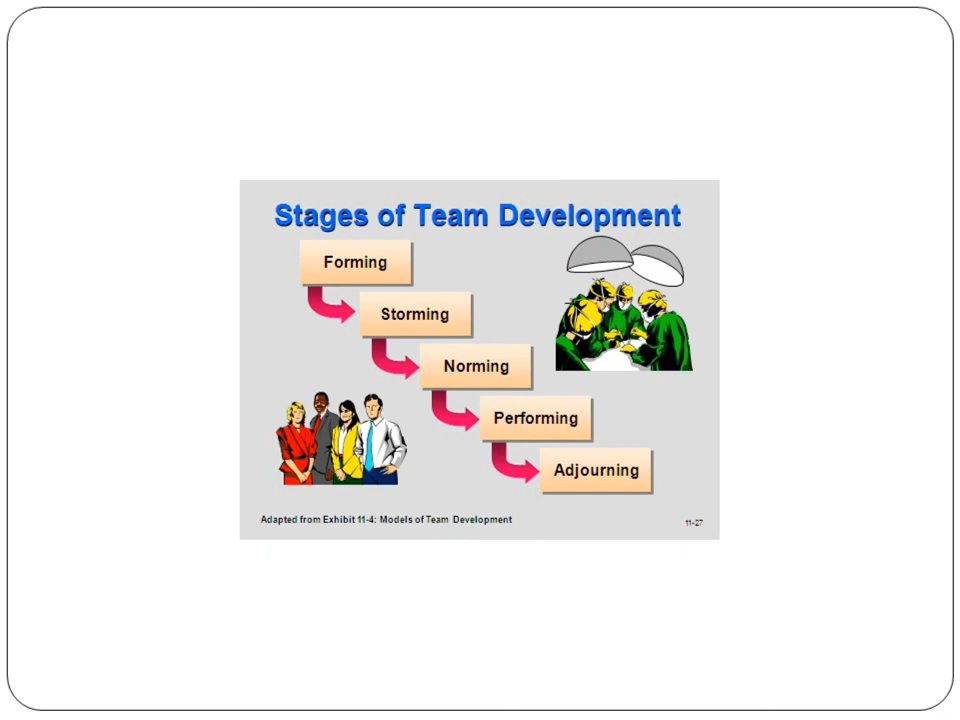 Stages of Team Development
Forming
Storming
Norming
Performing
Adjourning
Adapted from Exhibit 11-4: Models of Team Development
11-27